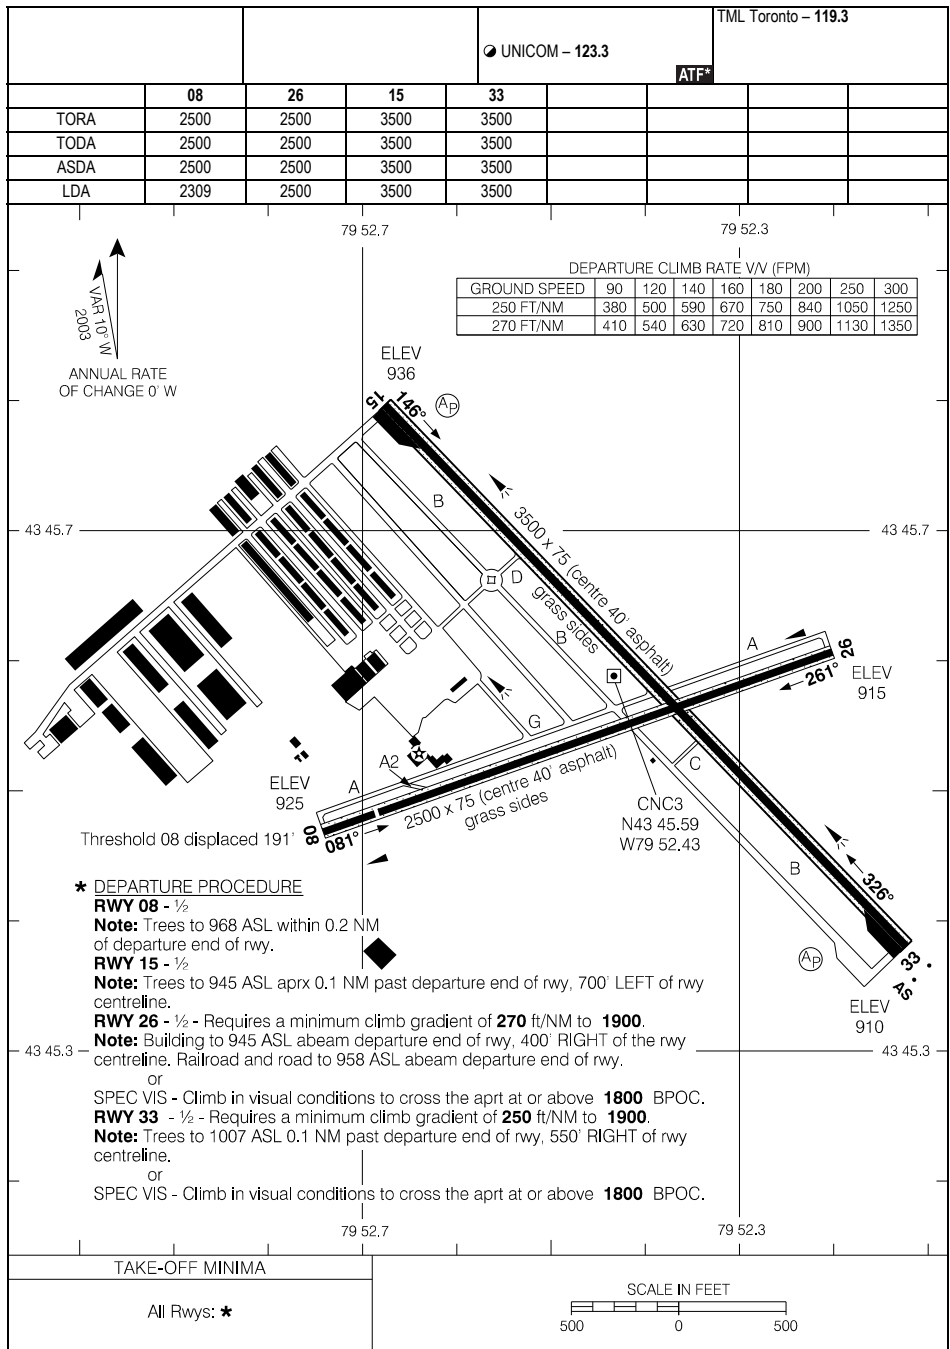 TML Toronto – 119.3
UNICOM – 123.3
ATF*
08 26 15 33
TORA 2500 2500 3500 3500
TODA 2500 2500 3500 3500
ASDA 2500 2500 3500 3500
LDA 2309 2500 3500 3500
79 52.7 79 52.3
DEPARTURE CLIMB RATE V/V (FPM)
GROUND SPEED 90 120 140 160 180 200 250 300
250 FT/NM 380 500 590 670 750 840 1050 1250
270 FT/NM 410 540 630 720 810 900 1130 1350
VAR 10° W
2003
ANNUAL RATE
OF CHANGE 0' W
ELEV
936
15
146°
AP
B
43 45.7 43 45.7
3500 x 75 (centre 40' asphalt)
grass sides
D
B
A
26
261°
ELEV
915
G
A2
A
ELEV
925
2500 x 75 (centre 40' asphalt)
grass sides
C
CNC3
N43 45.59
W79 52.43
Threshold 08 displaced 191'
08
081°
B
326°
33
AS
AP
ELEV
910
* DEPARTURE PROCEDURE
RWY 08 - ½
Note: Trees to 968 ASL within 0.2 NM
of departure end of rwy.
RWY 15 - ½
Note: Trees to 945 ASL aprx 0.1 NM past departure end of rwy, 700' LEFT of rwy
centreline.
RWY 26 - ½ - Requires a minimum climb gradient of 270 ft/NM to 1900.
Note: Building to 945 ASL abeam departure end of rwy, 400' RIGHT of the rwy
43 45.3 centreline. Railroad and road to 958 ASL abeam departure end of rwy. 43 45.3
or
SPEC VIS - Climb in visual conditions to cross the aprt at or above 1800 BPOC.
RWY 33 - ½ - Requires a minimum climb gradient of 250 ft/NM to 1900.
Note: Trees to 1007 ASL 0.1 NM past departure end of rwy, 550' RIGHT of rwy
centreline.
or
SPEC VIS - Climb in visual conditions to cross the aprt at or above 1800 BPOC.
79 52.7 79 52.3
TAKE-OFF MINIMA
All Rwys: *
SCALE IN FEET
500 0 500